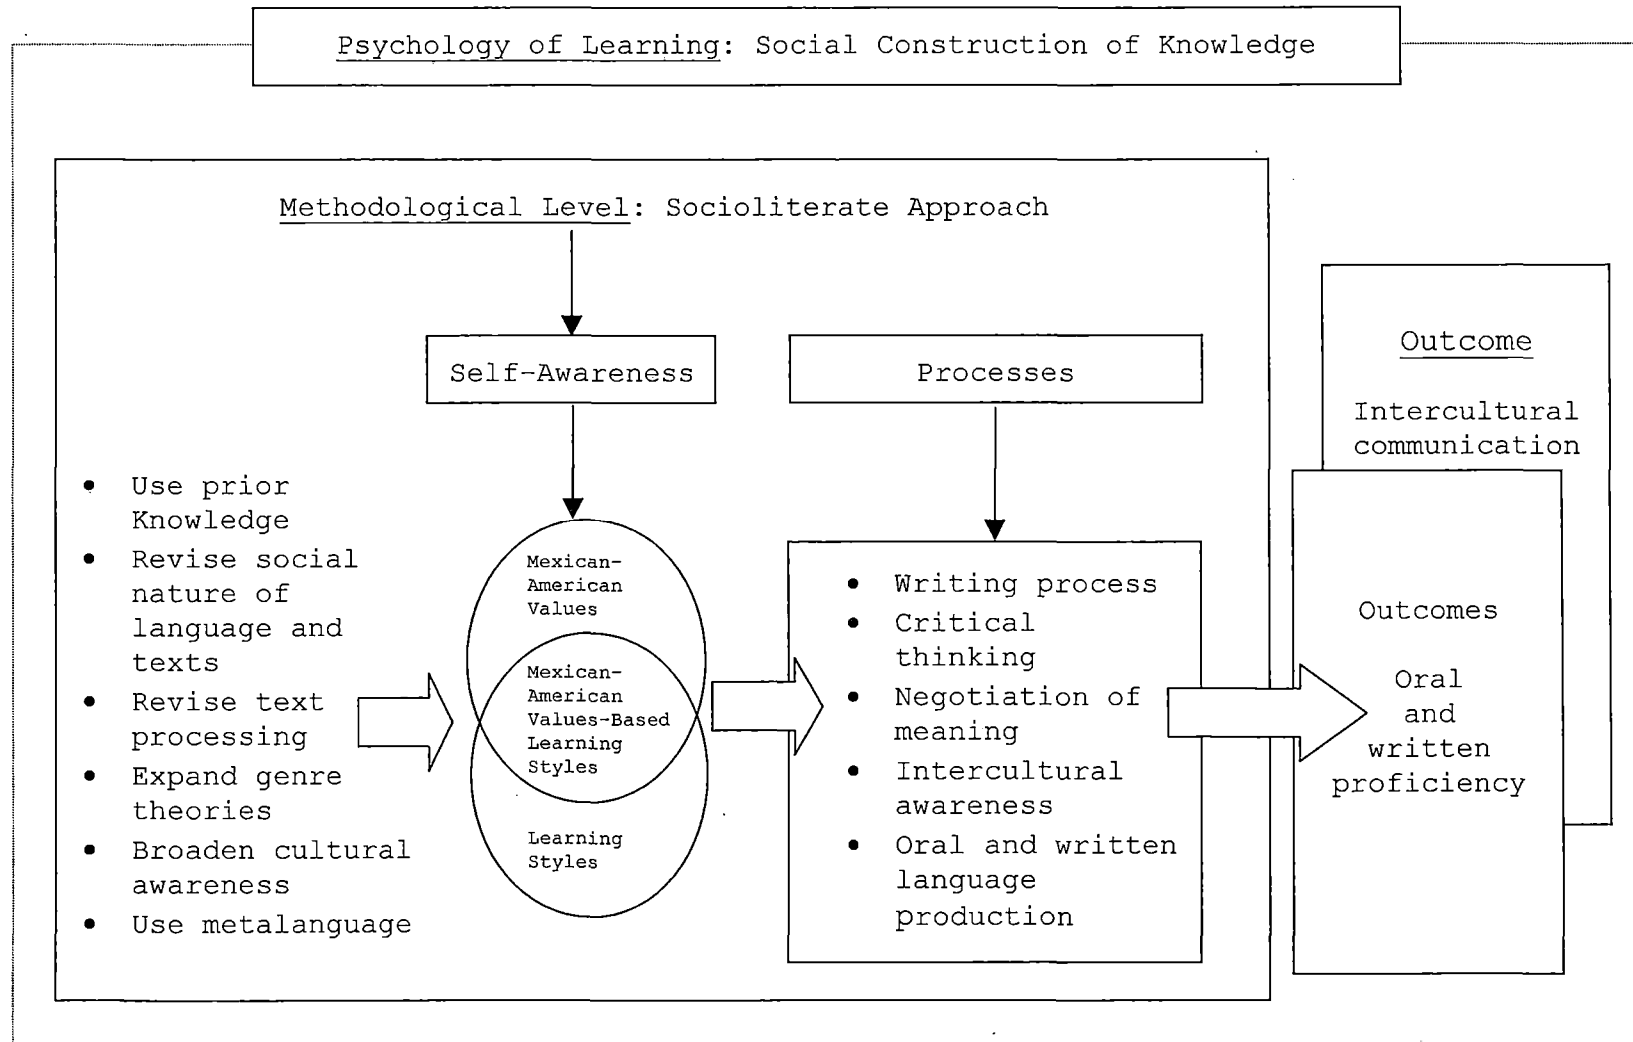 Psychology of Learning: Social Construction of Knowledge
Methodological Level: Socioliterate Approach
Self-Awareness
Processes
• Use prior
Knowledge
• Revise social
nature of
language and
texts
• Revise text
processing
• Expand genre
theories
• Broaden cultural
awareness
• Use metalanguage
Mexican-
American
Values
Mexican-
American
Values-Based
Learning
Styles
Learning
Styles
• Writing process
• Critical
thinking
• Negotiation of
meaning
• Intercultural
awareness
• Oral and written
language
production
Outcome
Intercultural
communication
Outcomes
Oral
and
written
proficiency